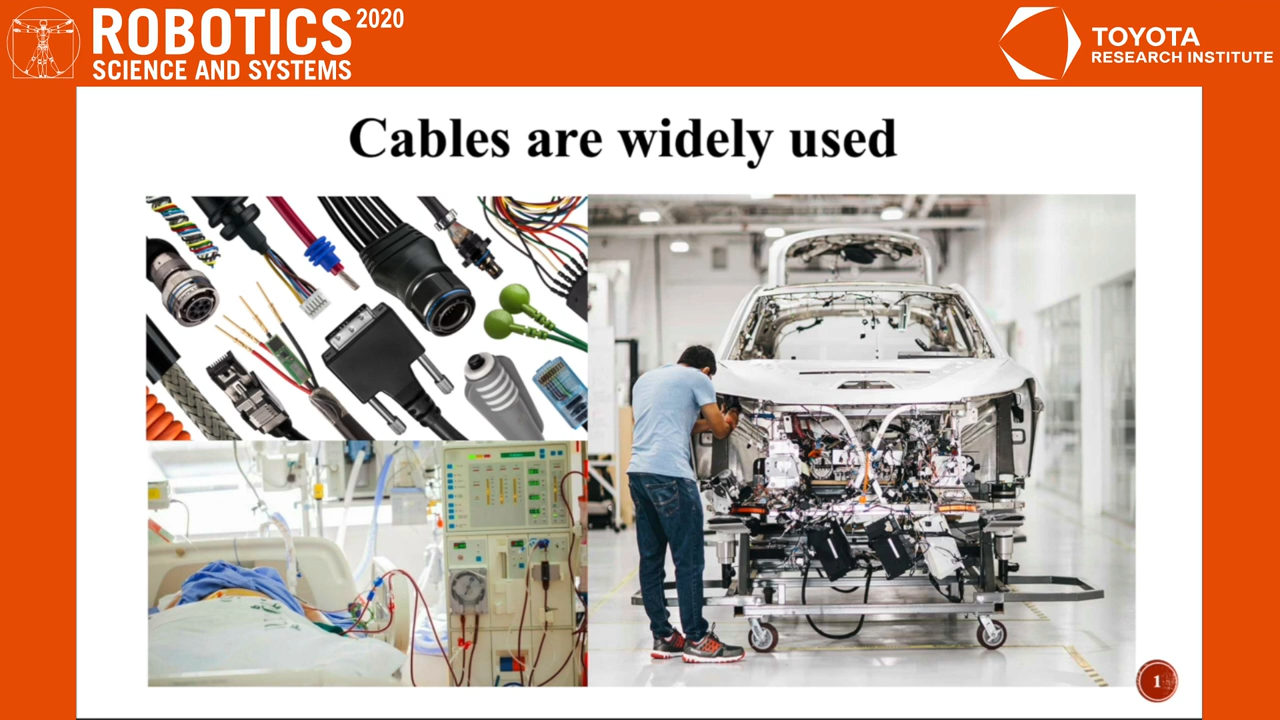 ROBOTICS 2020
SCIENCE AND SYSTEMS
TOYOTA
RESEARCH INSTITUTE
Cables are widely used
1